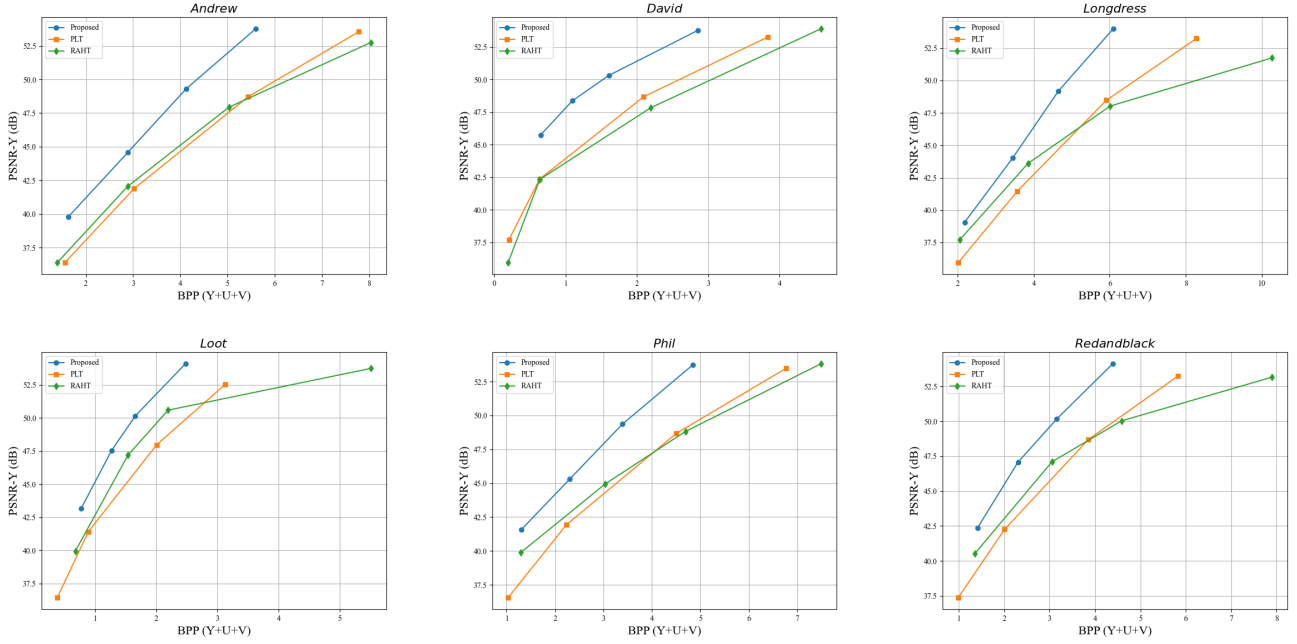 Andrew
Proposed
PLT
RAHT
PSNR-Y (dB)
52.5
50.0
47.5
45.0
42.5
40.0
37.5
2 3 4 5 6 7 8
BPP (Y+U+V)
David
Proposed
PLT
RAHT
PSNR-Y (dB)
52.5
50.0
47.5
45.0
42.5
40.0
37.5
0 1 2 3 4
BPP (Y+U+V)
Longdress
Proposed
PLT
RAHT
PSNR-Y (dB)
52.5
50.0
47.5
45.0
42.5
40.0
37.5
2 4 6 8 10
BPP (Y+U+V)
Loot
Proposed
PLT
RAHT
PSNR-Y (dB)
52.5
50.0
47.5
45.0
42.5
40.0
37.5
1 2 3 4 5
BPP (Y+U+V)
Phil
Proposed
PLT
RAHT
PSNR-Y (dB)
52.5
50.0
47.5
45.0
42.5
40.0
37.5
1 2 3 4 5 6 7
BPP (Y+U+V)
Redandblack
Proposed
PLT
RAHT
PSNR-Y (dB)
52.5
50.0
47.5
45.0
42.5
40.0
37.5
1 2 3 4 5 6 7 8
BPP (Y+U+V)